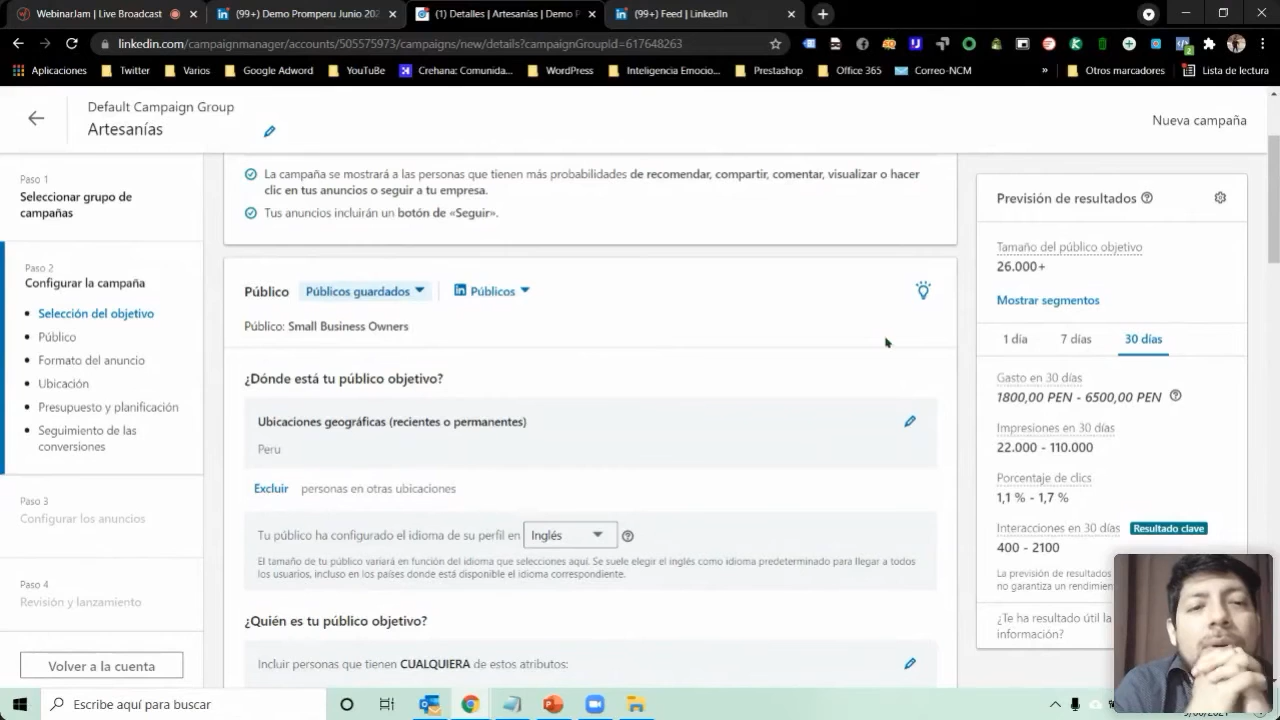 WebinarJam | Live Broadcast
(99+) Demo Promperu Junio 202
(1) Detalles | Artesanías | Demo P
(99+) Feed | LinkedIn
linkedin.com/campaignmanager/accounts/505575973/campaigns/new/details?campaignGroupId=617648263
Aplicaciones
Twitter
Varios
Google Adword
YouTube
Crehana: Comunida...
WordPress
Inteligencia Emocio...
Prestashop
Office 365
Correo-NCM
»
Otros marcadores
Lista de lectura
Default Campaign Group
Artesanías
Nueva campaña
Paso 1
Seleccionar grupo de
campañas
Paso 2
Configurar la campaña
Selección del objetivo
Público
Formato del anuncio
Ubicación
Presupuesto y planificación
Seguimiento de las
conversiones
Paso 3
Configurar los anuncios
Paso 4
Revisión y lanzamiento
Volver a la cuenta
La campaña se mostrará a las personas que tienen más probabilidades de recomendar, compartir, comentar, visualizar o hacer
clic en tus anuncios o seguir a tu empresa.
Tus anuncios incluirán un botón de «Seguir».
Público
Públicos guardados
Públicos
Público: Small Business Owners
¿Dónde está tu público objetivo?
Ubicaciones geográficas (recientes o permanentes)
Peru
Excluir personas en otras ubicaciones
Tu público ha configurado el idioma de su perfil en Inglés
El tamaño de tu público variará en función del idioma que selecciones aquí. Se suele elegir el inglés como idioma predeterminado para llegar a todos
los usuarios, incluso en los países donde está disponible el idioma correspondiente.
¿Quién es tu público objetivo?
Incluir personas que tienen CUALQUIERA de estos atributos:
Previsión de resultados
Tamaño del público objetivo
26.000+
Mostrar segmentos
1 día
7 días
30 días
Gasto en 30 días
1800,00 PEN - 6500,00 PEN
Impresiones en 30 días
22.000 - 110.000
Porcentaje de clics
1,1 % - 1,7 %
Interacciones en 30 días
Resultado clave
400 - 2100
La previsión de resultados
no garantiza un rendimien
¿Te ha resultado útil la
información?
Escribe aquí para buscar